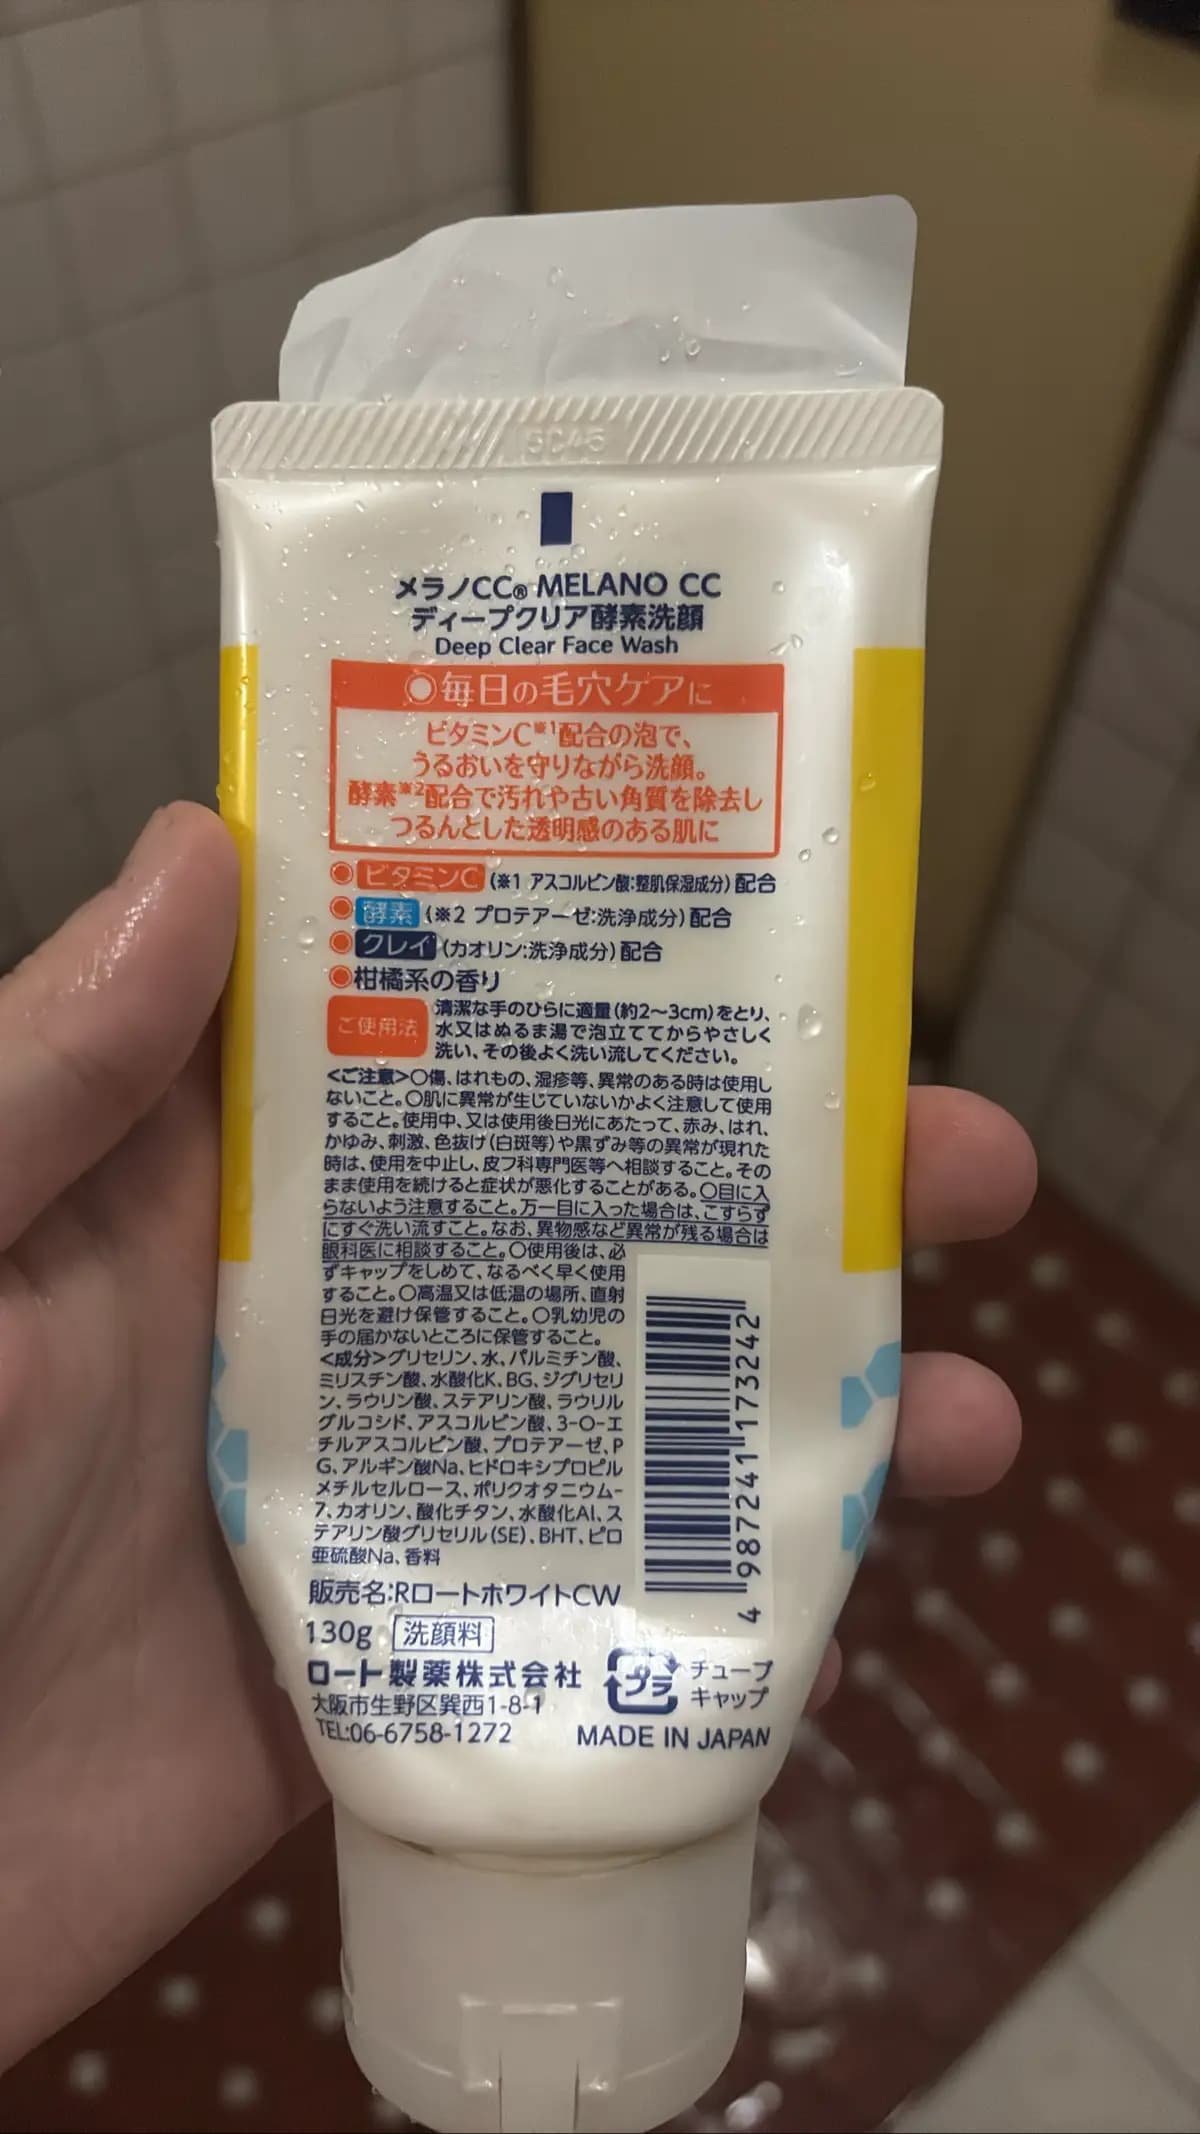 5C45
メラノCC® MELANO CC
ディープクリア酵素洗顔
Deep Clear Face Wash
◉毎日の毛穴ケアに
ビタミンC※1配合の泡で、
うるおいを守りながら洗顔。
酵素※2配合で汚れや古い角質を除去し
つるんとした透明感のある肌に
◉ビタミンC(※1 アスコルビン酸:整肌保湿成分)配合
◉酵素(※2 プロテアーゼ:洗浄成分)配合
◉クレイ(カオリン:洗浄成分)配合
◉柑橘系の香り
ご使用法
清潔な手のひらに適量(約2〜3cm)をとり、
水又はぬるま湯で泡立ててからやさしく
洗い、その後よく洗い流してください。
<ご注意>〇傷、はれもの、湿疹等、異常のある時は使用し
ないこと。〇肌に異常が生じていないかよく注意して使用
すること。使用中、又は使用後日光にあたって、赤み、はれ、
かゆみ、刺激、色抜け(白斑等)や黒ずみ等の異常が現れた
時は、使用を中止し、皮フ科専門医等へ相談すること。その
まま使用を続けると症状が悪化することがある。〇目に入
らないよう注意すること。万一目に入った場合は、こすらず
にすぐ洗い流すこと。なお、異物感など異常が残る場合は
眼科医に相談すること。〇使用後は、必
ずキャップをしめて、なるべく早く使用
すること。〇高温又は低温の場所、直射
日光を避け保管すること。〇乳幼児の
手の届かないところに保管すること。
<成分>グリセリン、水、パルミチン酸、
ミリスチン酸、水酸化K、BG、ジグリセリ
ン、ラウリン酸、ステアリン酸、ラウリル
グルコシド、アスコルビン酸、3-O-エ
チルアスコルビン酸、プロテアーゼ、P
G、アルギン酸Na、ヒドロキシプロピル
メチルセルロース、ポリクオタニウム-
7、カオリン、酸化チタン、水酸化Al、ス
テアリン酸グリセリル(SE)、BHT、ピロ
亜硫酸Na、香料
4 987241 173242
販売名:RロートホワイトCW
130g 洗顔料
ロート製薬株式会社
大阪市生野区巽西1-8-1
TEL:06-6758-1272
プラ
チューブ
キャップ
MADE IN JAPAN